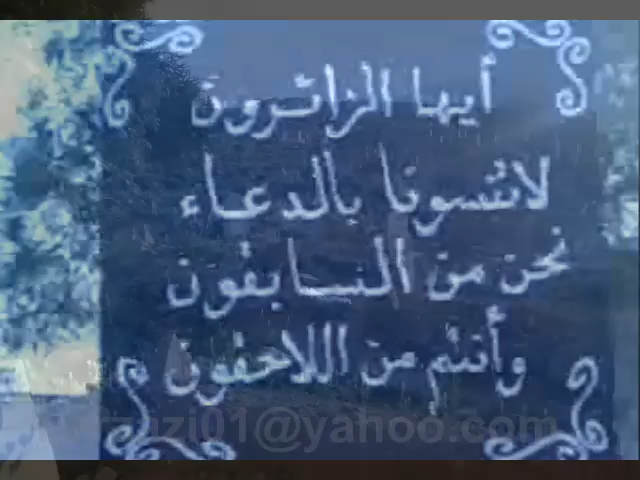 أيها الزائرون
لاتنسونا بالدعاء
نحن من السابقون
وأنتم من اللاحقون
zi01@yahoo.com